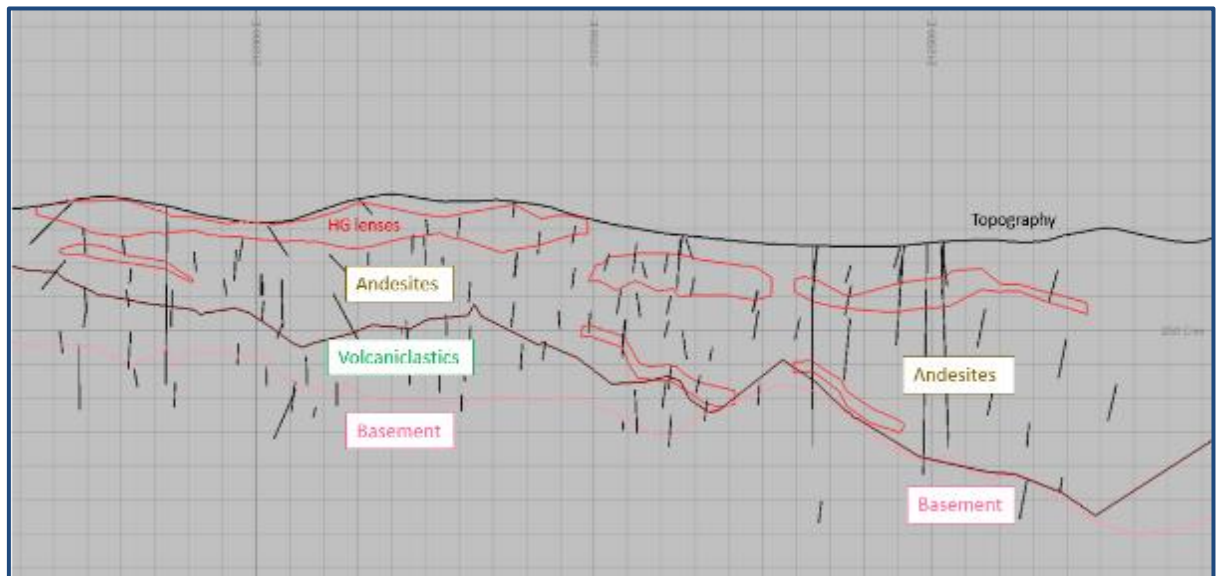 HG lenses
Topography
Andesites
Volcaniclastics
Andesites
Basement
Basement